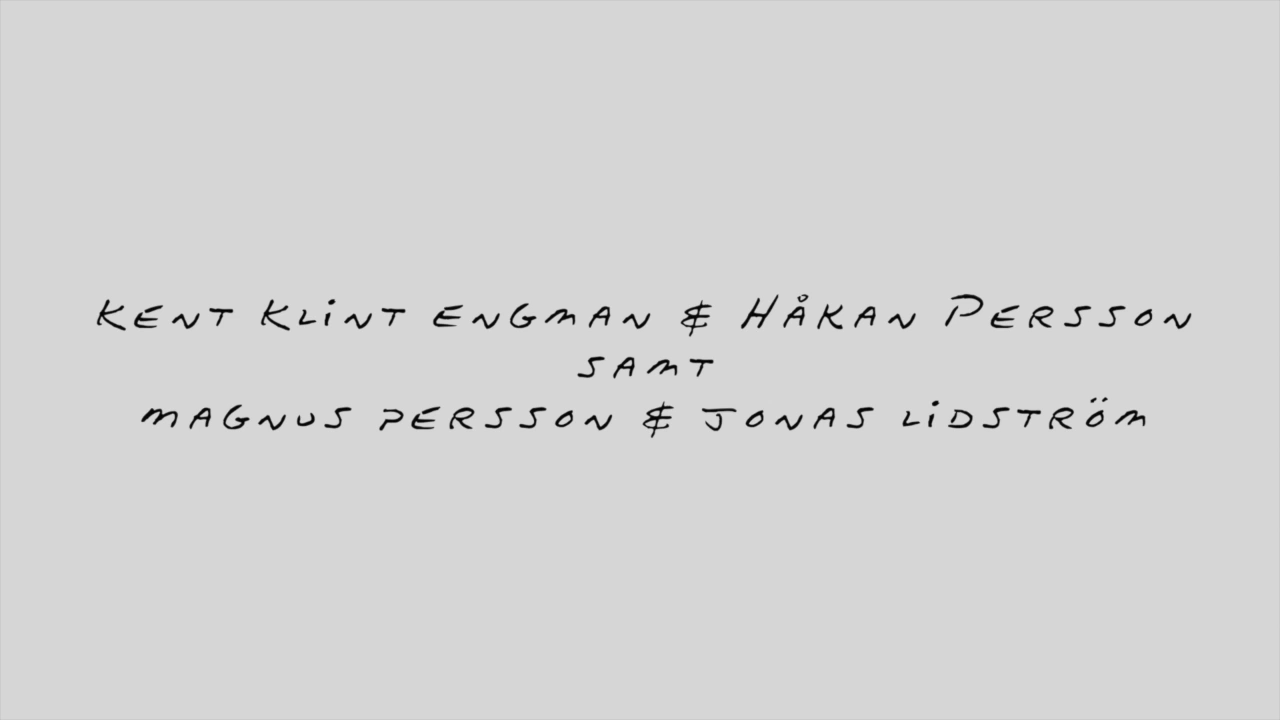 KENT KLINT ENGMAN & HÅKAN PERSSON
SAMT
MAGNUS PERSSON & JONAS LIDSTRÖM